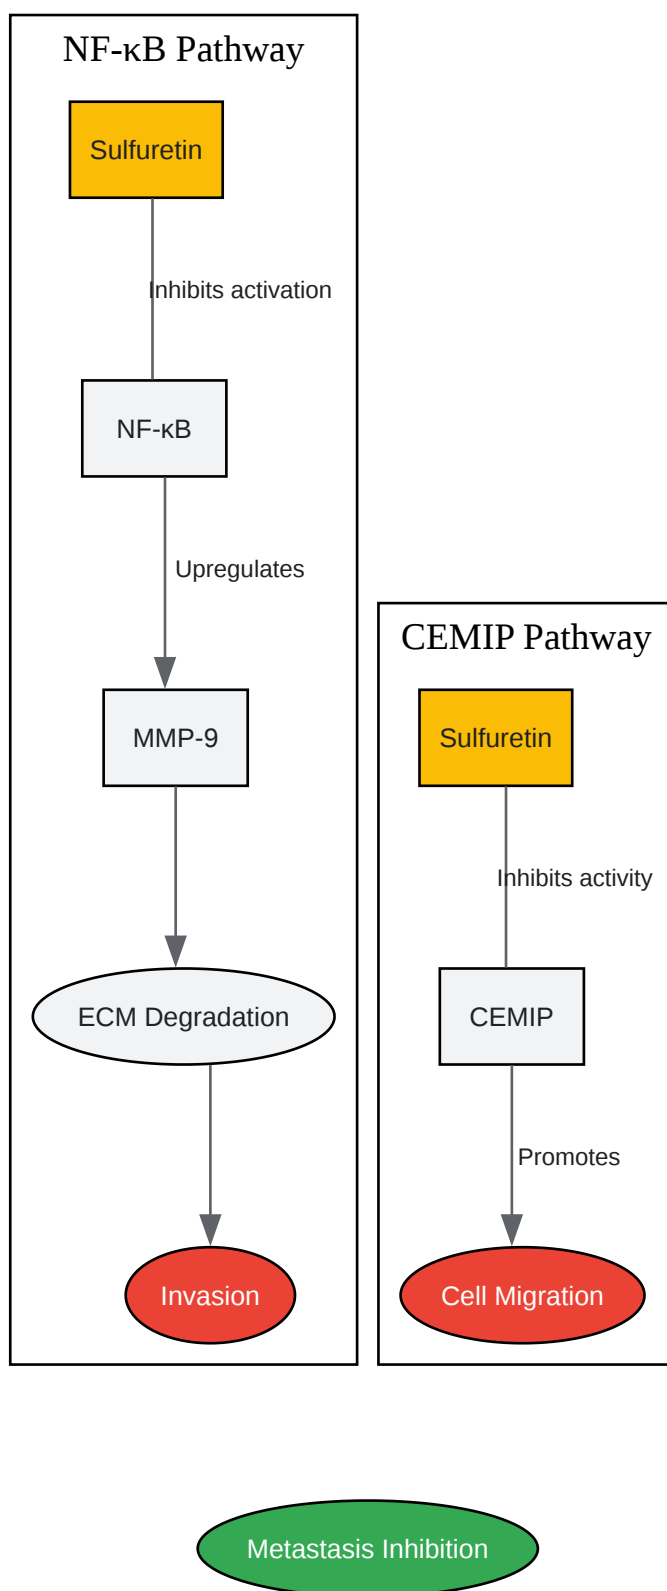 NF-κB Pathway
Sulfuretin
Inhibits activation
NF-κB
Upregulates
MMP-9
ECM Degradation
Invasion
CEMIP Pathway
Sulfuretin
Inhibits activity
CEMIP
Promotes
Cell Migration
Metastasis Inhibition